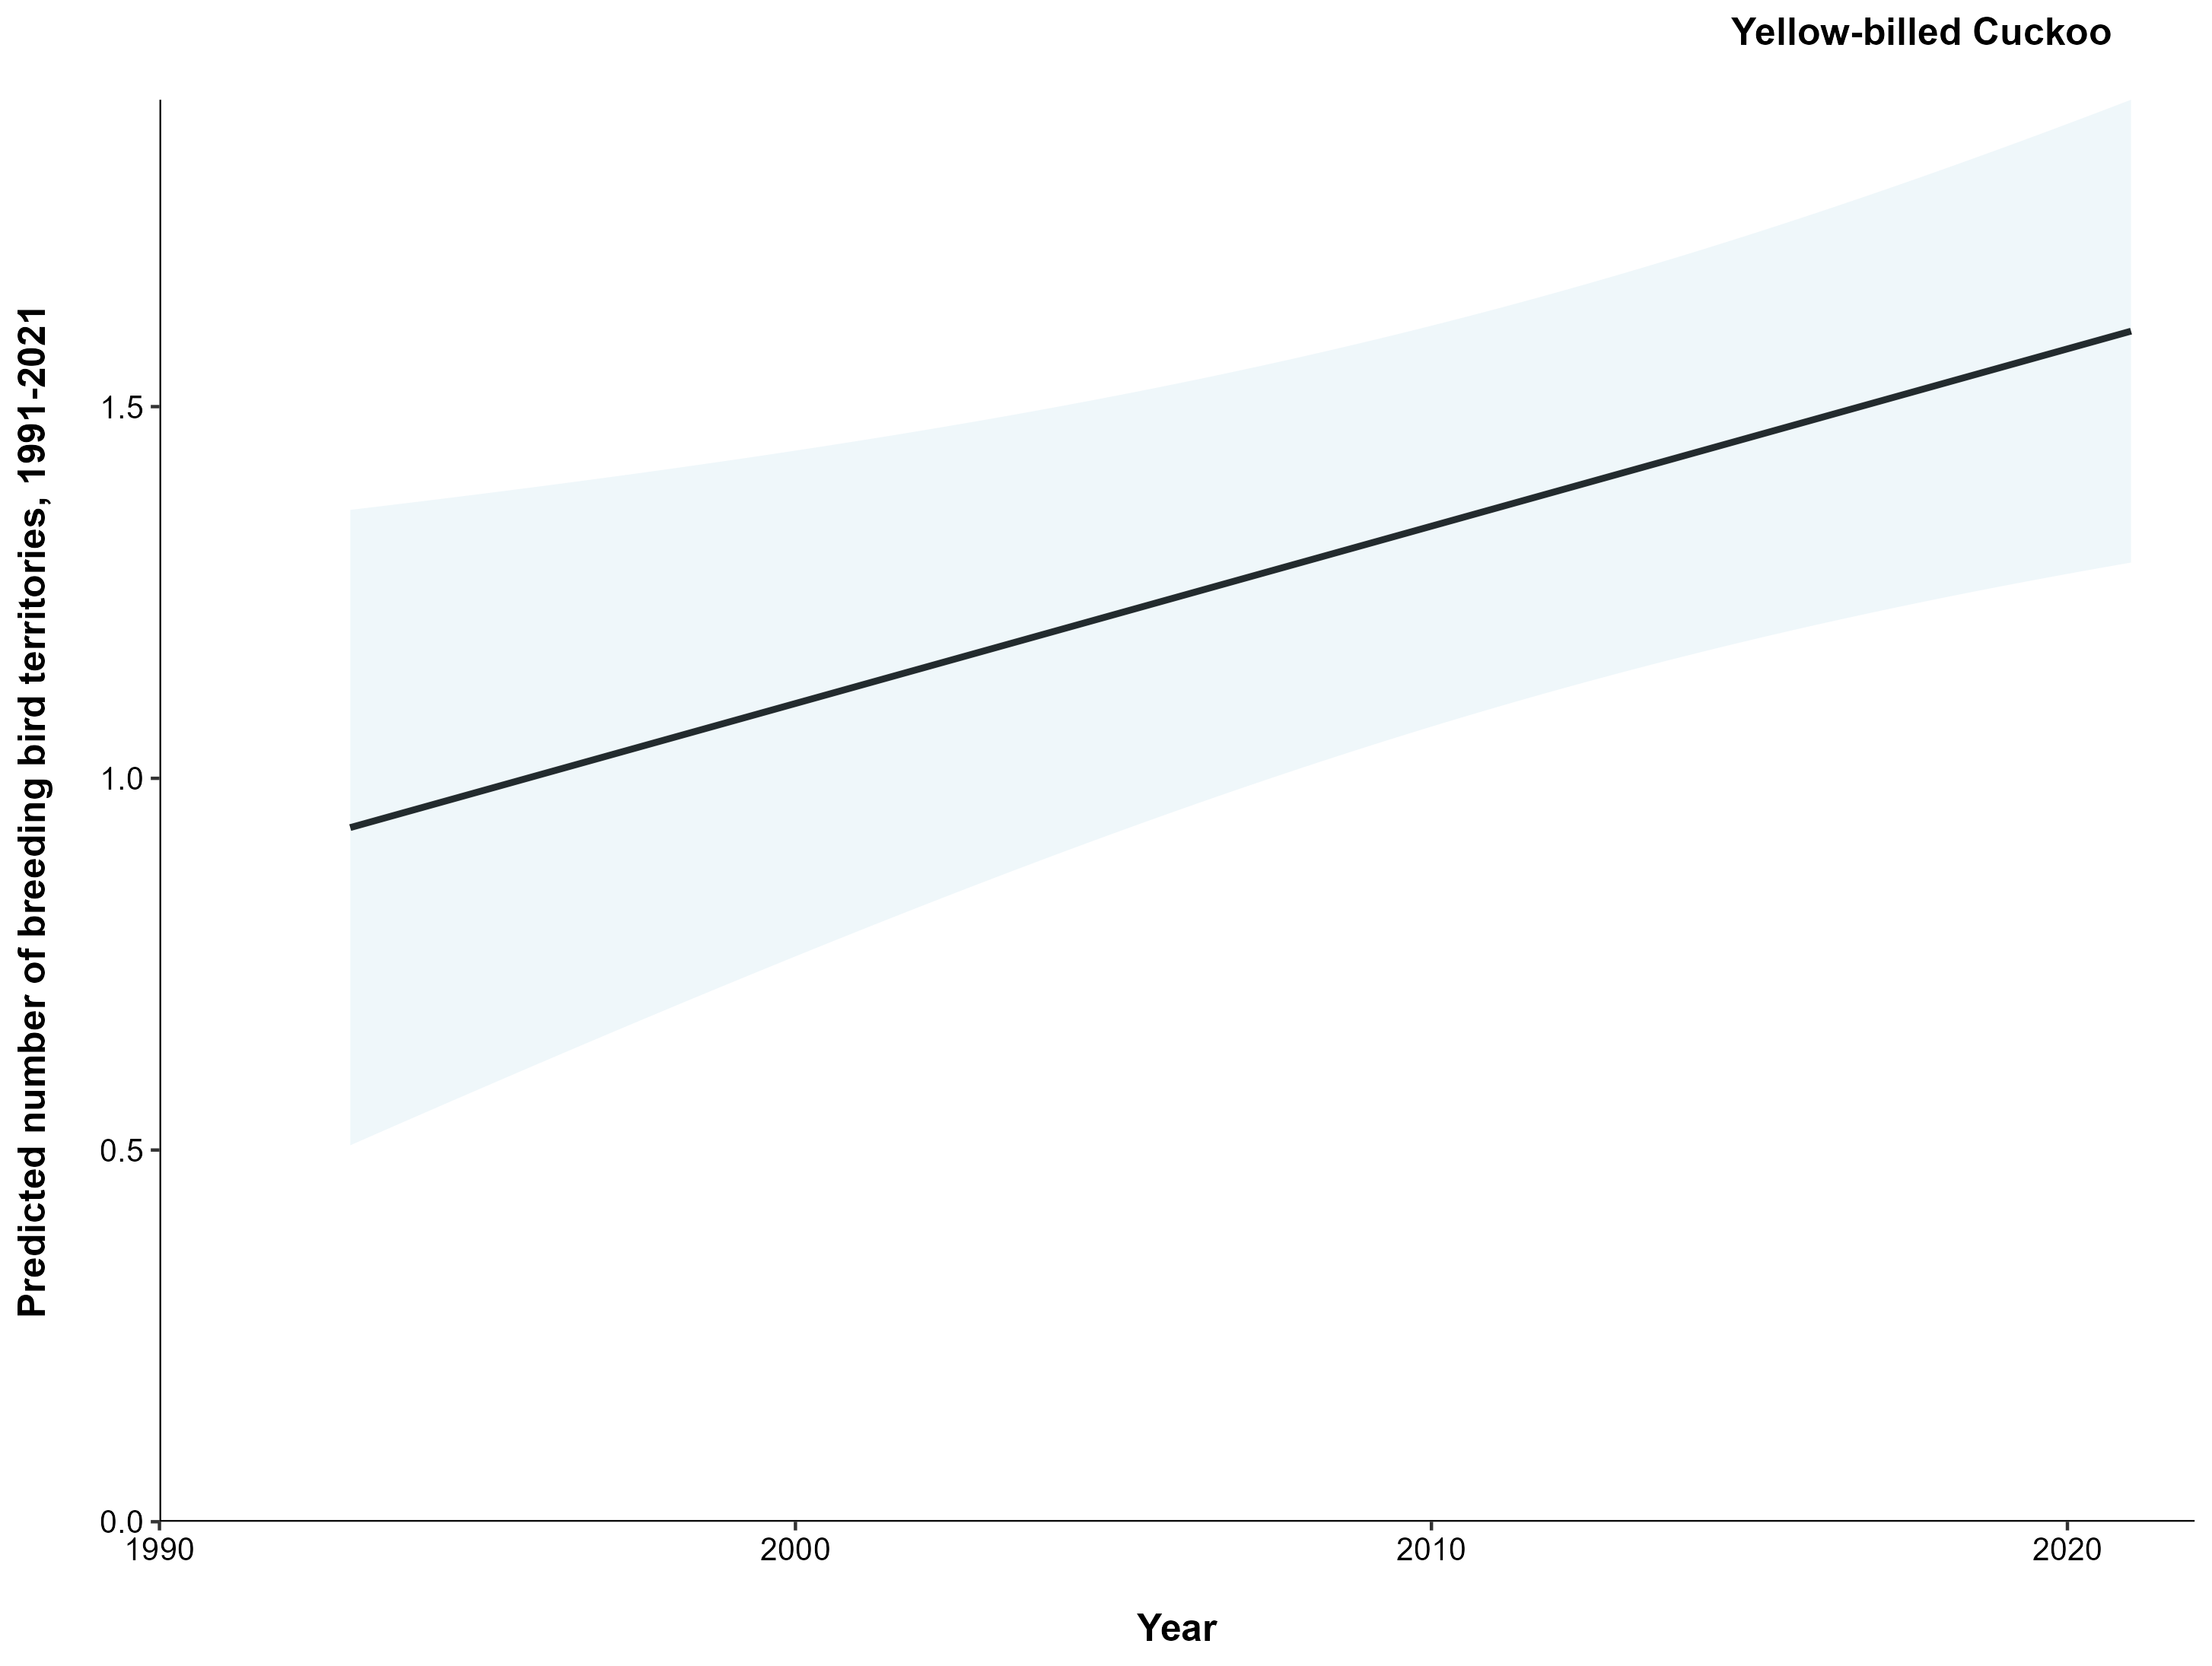 Yellow-billed Cuckoo
Predicted number of breeding bird territories, 1991-2021
1.5
1.0
0.5
0.0
1990
2000
2010
2020
Year